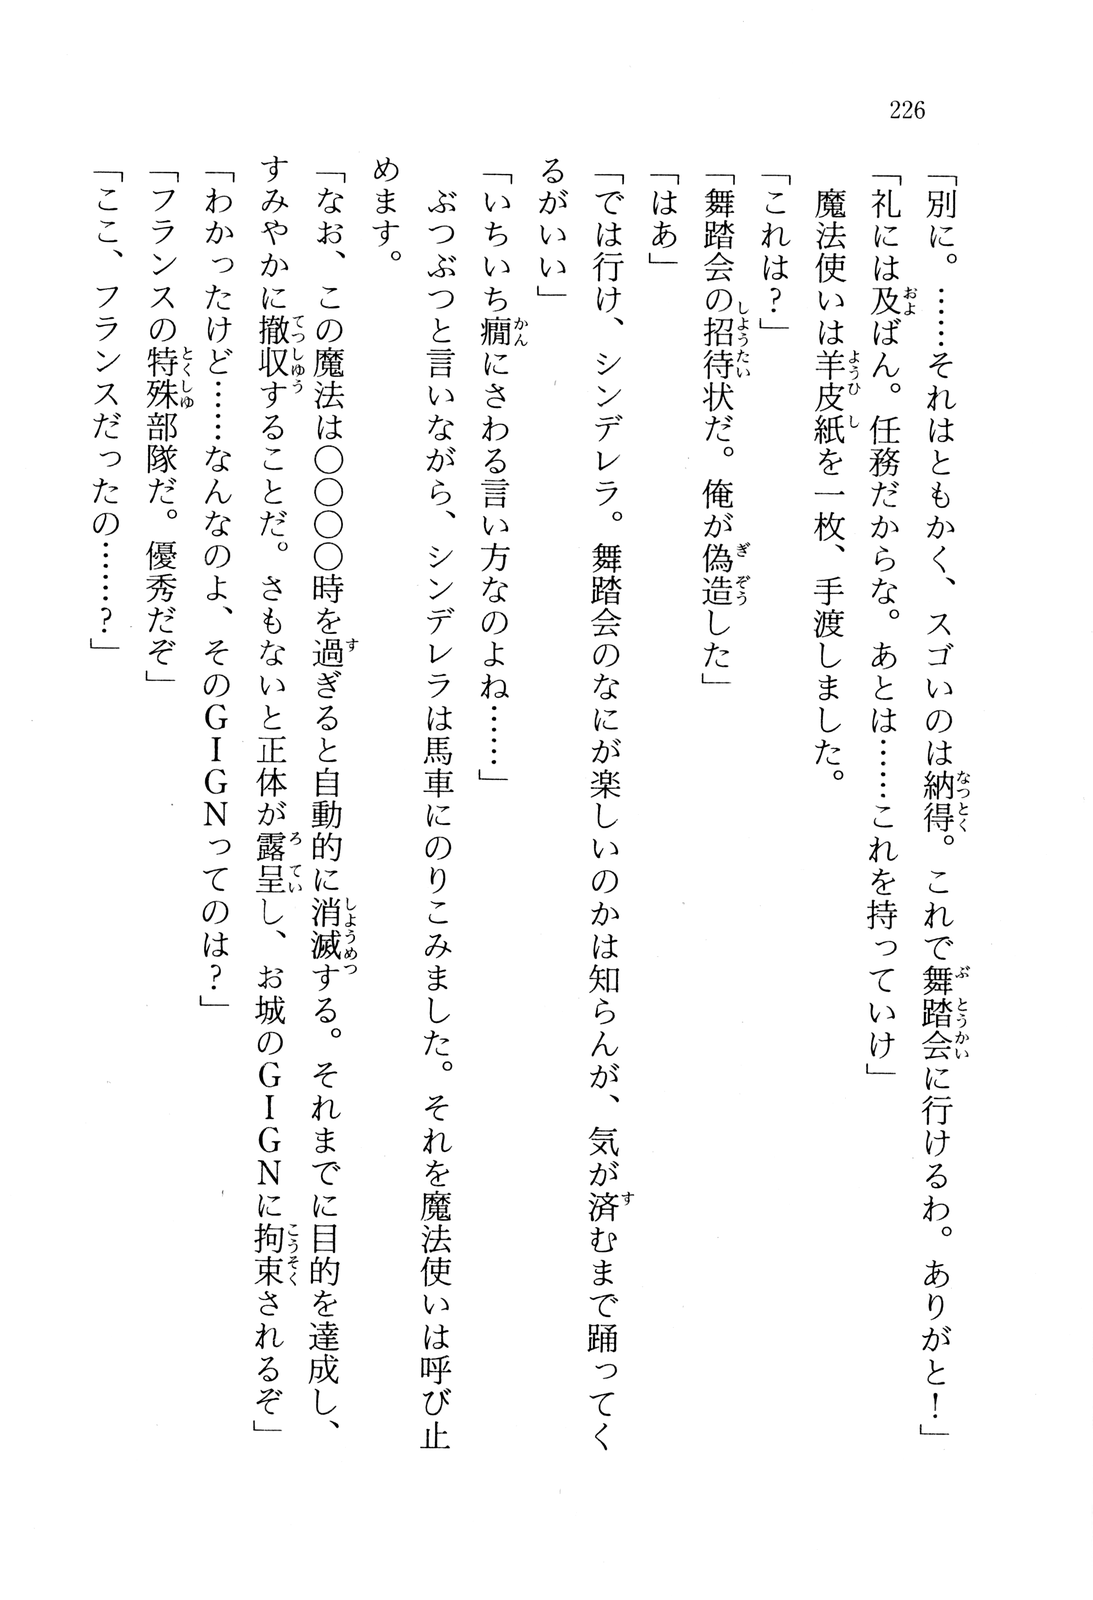 226
「別に。……それはともかく、スゴいのは納得。これで舞踏会に行けるわ。ありがと！」
「礼には及ばん。任務だからな。あとは……これを持っていけ」
　魔法使いは羊皮紙を一枚、手渡しました。
「これは？」
「舞踏会の招待状だ。俺が偽造した」
「はあ」
「では行け、シンデレラ。舞踏会のなにが楽しいのかは知らんが、気が済むまで踊ってく
るがいい」
「いちいち癇にさわる言い方なのよね……」
　ぶつぶつと言いながら、シンデレラは馬車にのりこみました。それを魔法使いは呼び止
めます。
「なお、この魔法は〇〇〇〇時を過ぎると自動的に消滅する。それまでに目的を達成し、
すみやかに撤収することだ。さもないと正体が露呈し、お城のＧＩＧＮに拘束されるぞ」
「わかったけど……なんなのよ、そのＧＩＧＮってのは？」
「フランスの特殊部隊だ。優秀だぞ」
「ここ、フランスだったの……？」